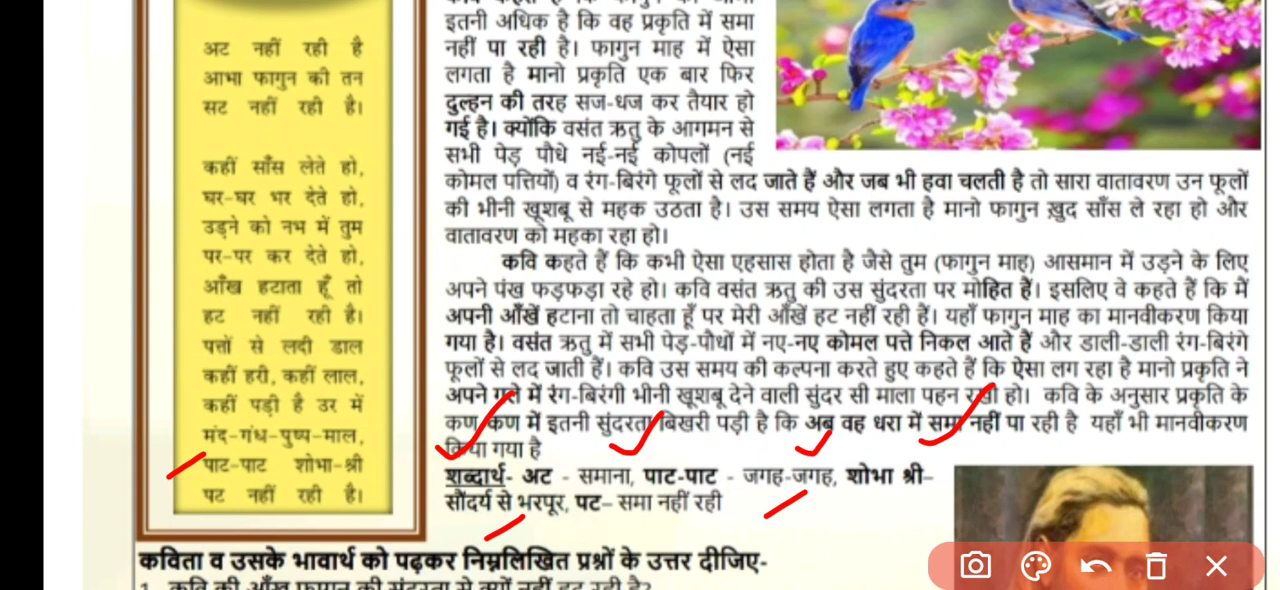 अट नहीं रही है
आभा फागुन की तन
सट नहीं रही है।
कहीं साँस लेते हो,
घर-घर भर देते हो,
उड़ने को नभ में तुम
पर-पर कर देते हो,
आँख हटाता हूँ तो
हट नहीं रही है।
पत्तों से लदी डाल
कहीं हरी, कहीं लाल,
कहीं पड़ी है उर में
मंद-गंध-पुष्प-माल,
पाट-पाट शोभा-श्री
पट नहीं रही है।
इतनी अधिक है कि वह प्रकृति में समा
नहीं पा रही है। फागुन माह में ऐसा
लगता है मानो प्रकृति एक बार फिर
दुल्हन की तरह सज-धज कर तैयार हो
गई है। क्योंकि वसंत ऋतु के आगमन से
सभी पेड़ पौधे नई-नई कोपलों (नई
कोमल पत्तियों) व रंग-बिरंगे फूलों से लद जाते हैं और जब भी हवा चलती है तो सारा वातावरण उन फूलों
की भीनी खूशबू से महक उठता है। उस समय ऐसा लगता है मानो फागुन ख़ुद साँस ले रहा हो और
वातावरण को महका रहा हो।
कवि कहते हैं कि कभी ऐसा एहसास होता है जैसे तुम (फागुन माह) आसमान में उड़ने के लिए
अपने पंख फड़फड़ा रहे हो। कवि वसंत ऋतु की उस सुंदरता पर मोहित हैं। इसलिए वे कहते हैं कि मैं
अपनी आँखें हटाना तो चाहता हूँ पर मेरी आँखें हट नहीं रही हैं। यहाँ फागुन माह का मानवीकरण किया
गया है। वसंत ऋतु में सभी पेड़-पौधों में नए-नए कोमल पत्ते निकल आते हैं और डाली-डाली रंग-बिरंगे
फूलों से लद जाती हैं। कवि उस समय की कल्पना करते हुए कहते हैं कि ऐसा लग रहा है मानो प्रकृति ने
अपने गले में रंग-बिरंगी भीनी खूशबू देने वाली सुंदर सी माला पहन रखी हो। कवि के अनुसार प्रकृति के
कण कण में इतनी सुंदरता बिखरी पड़ी है कि अब वह धरा में समा नहीं पा रही है यहाँ भी मानवीकरण
किया गया है
शब्दार्थ- अट - समाना, पाट-पाट - जगह-जगह, शोभा श्री–
सौंदर्य से भरपूर, पट– समा नहीं रही
कविता व उसके भावार्थ को पढ़कर निम्नलिखित प्रश्नों के उत्तर दीजिए-
1. कवि की आँख फागुन की सुंदरता से क्यों नहीं हट रही है?